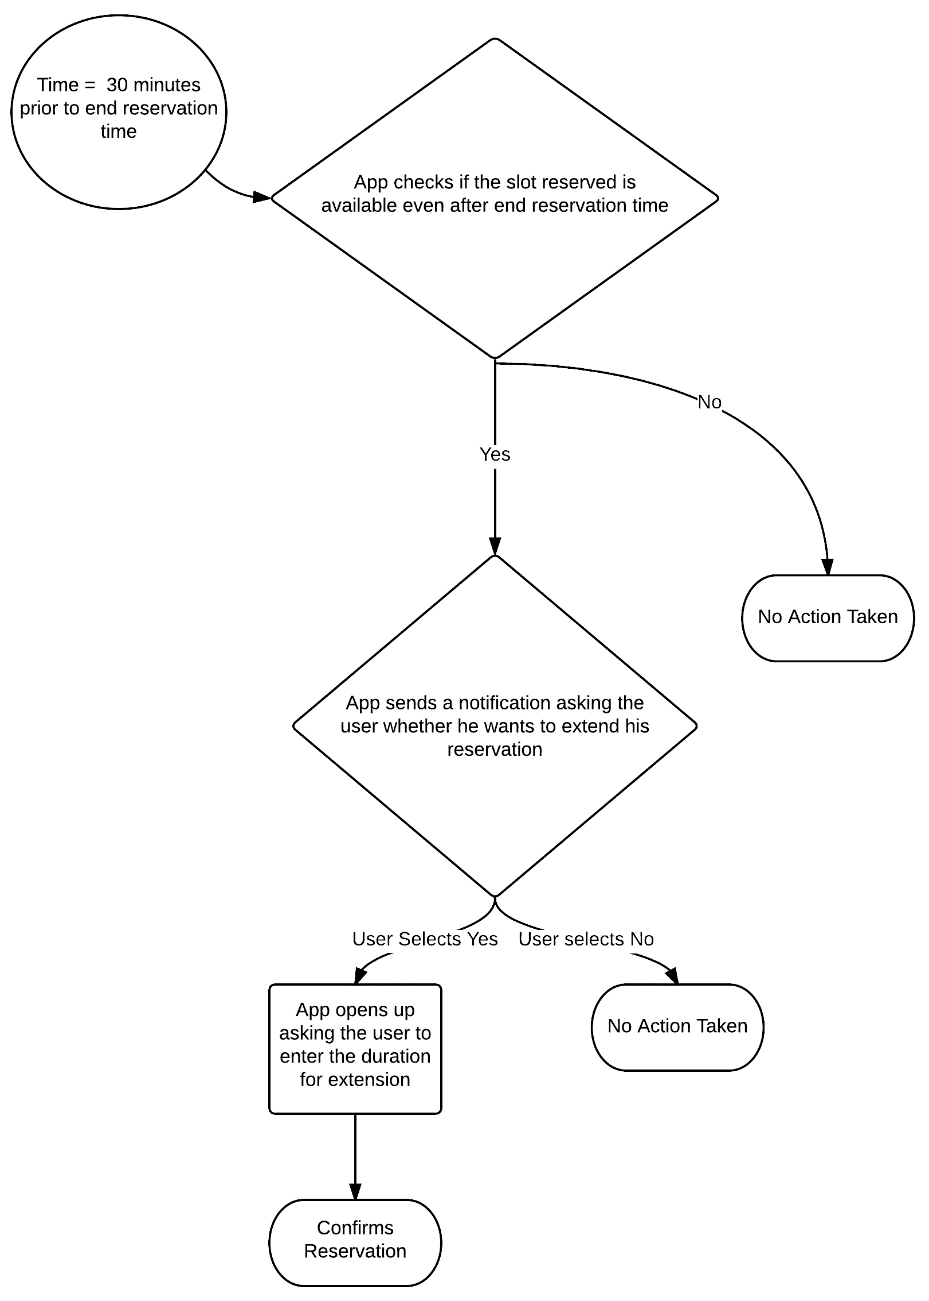 Time =  30 minutes
prior to end reservation
time
App checks if the slot reserved is
available even after end reservation time
No
Yes
No Action Taken
App sends a notification asking the
user whether he wants to extend his
reservation
User Selects Yes
User selects No
App opens up
asking the user to
enter the duration
for extension
No Action Taken
Confirms
Reservation